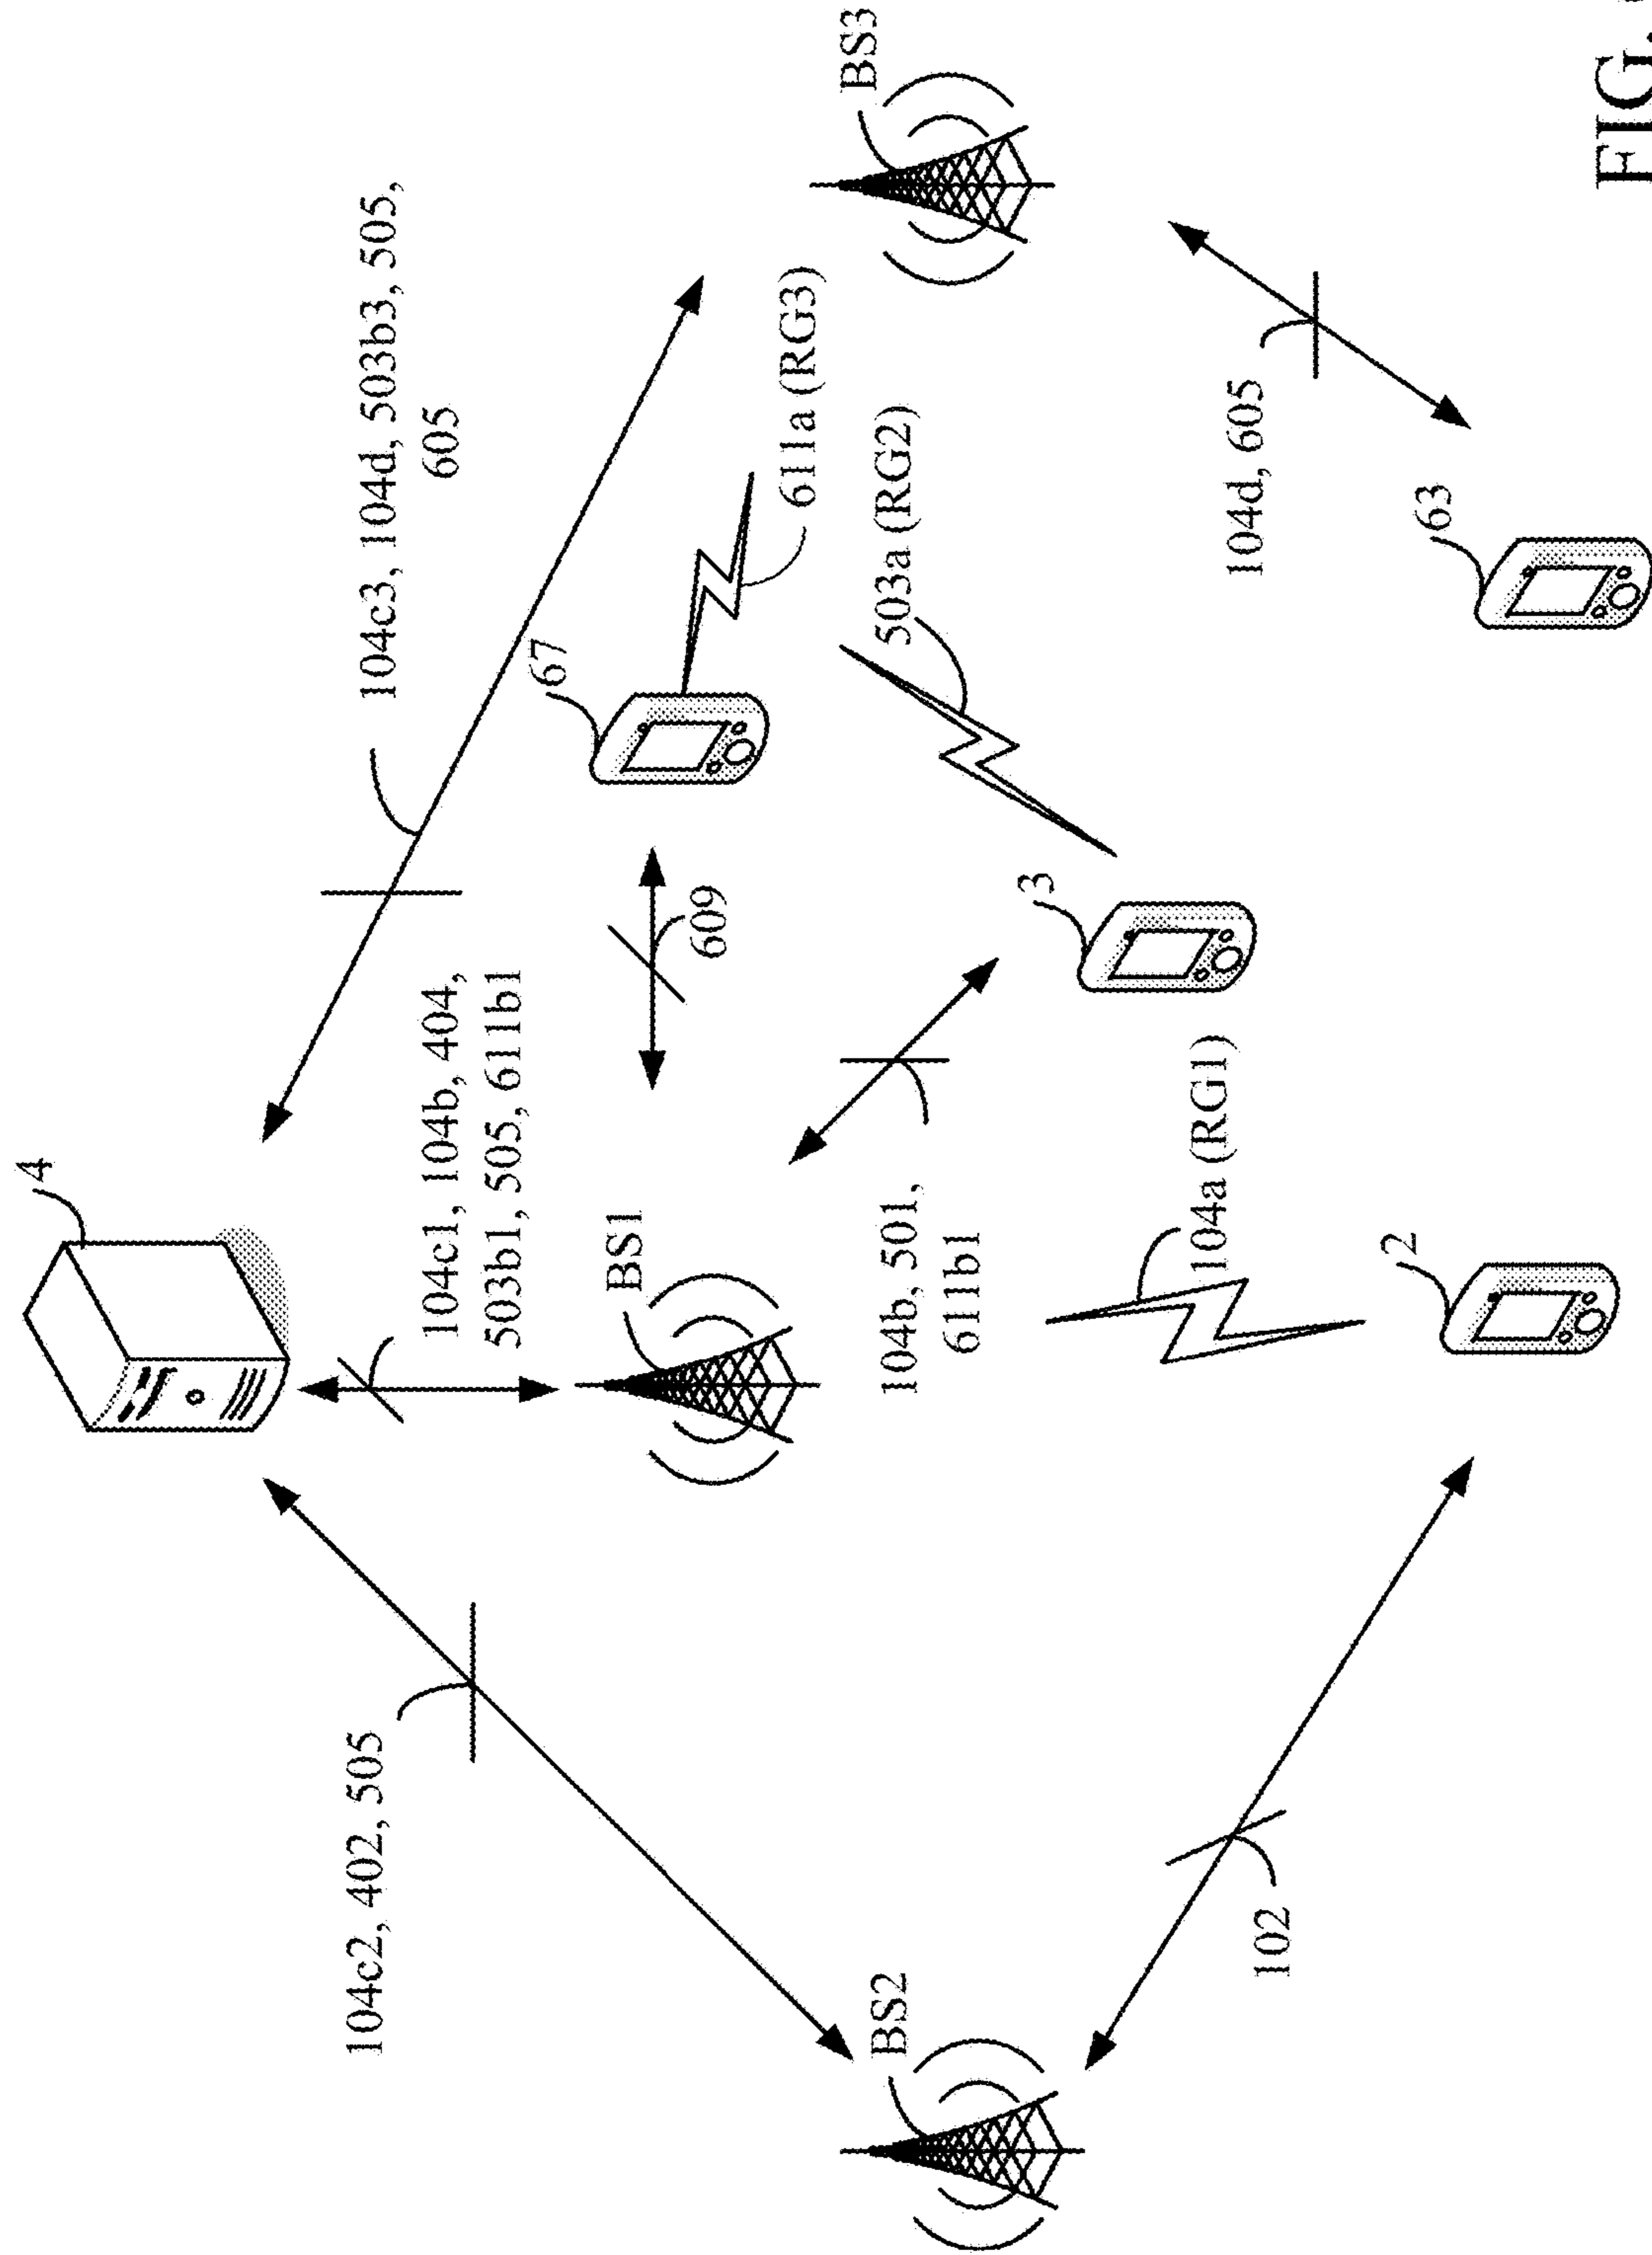 4
104c3, 104d, 503b3, 505,
605
104c2, 402, 505
104c1, 104b, 404,
503b1, 505, 611b1
67
BS1
609
611a (RG3)
BS3
BS2
104b, 501,
611b1
503a (RG2)
3
104a (RG1)
104d, 605
102
2
63
FIG.